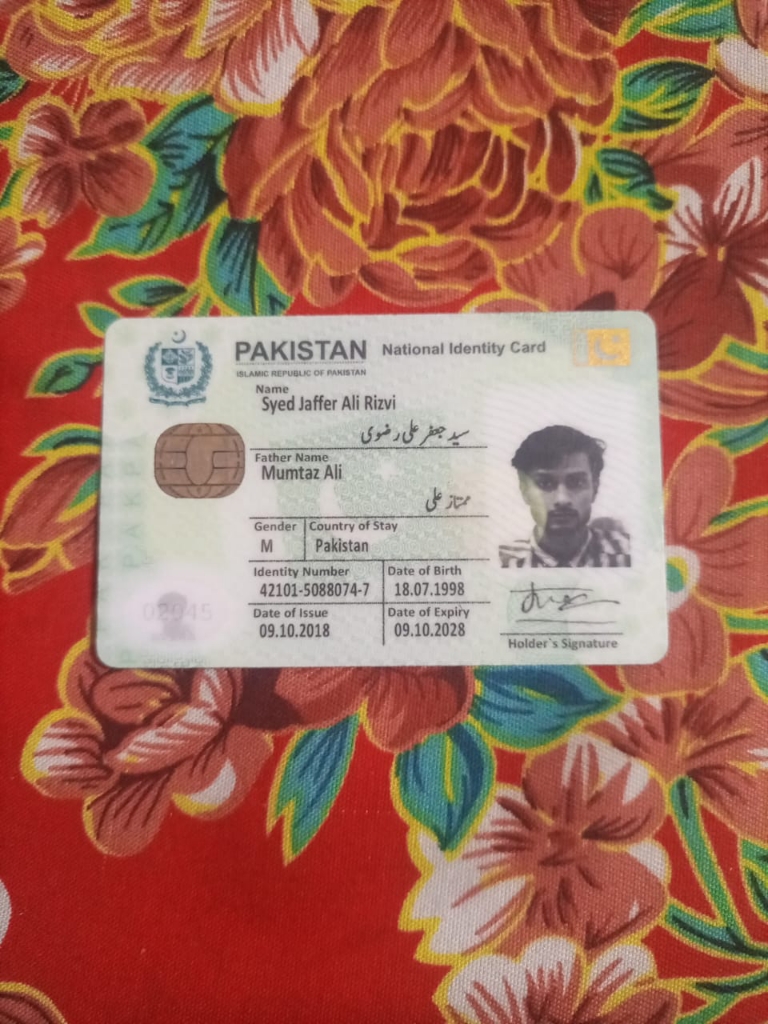 PAKISTAN National Identity Card
ISLAMIC REPUBLIC OF PAKISTAN
Name
Syed Jaffer Ali Rizvi
سید جعفر علی رضوی
Father Name
Mumtaz Ali
ممتاز علی
Gender Country of Stay
M Pakistan
Identity Number Date of Birth
42101-5088074-7 18.07.1998
Date of Issue Date of Expiry
09.10.2018 09.10.2028
Holder`s Signature